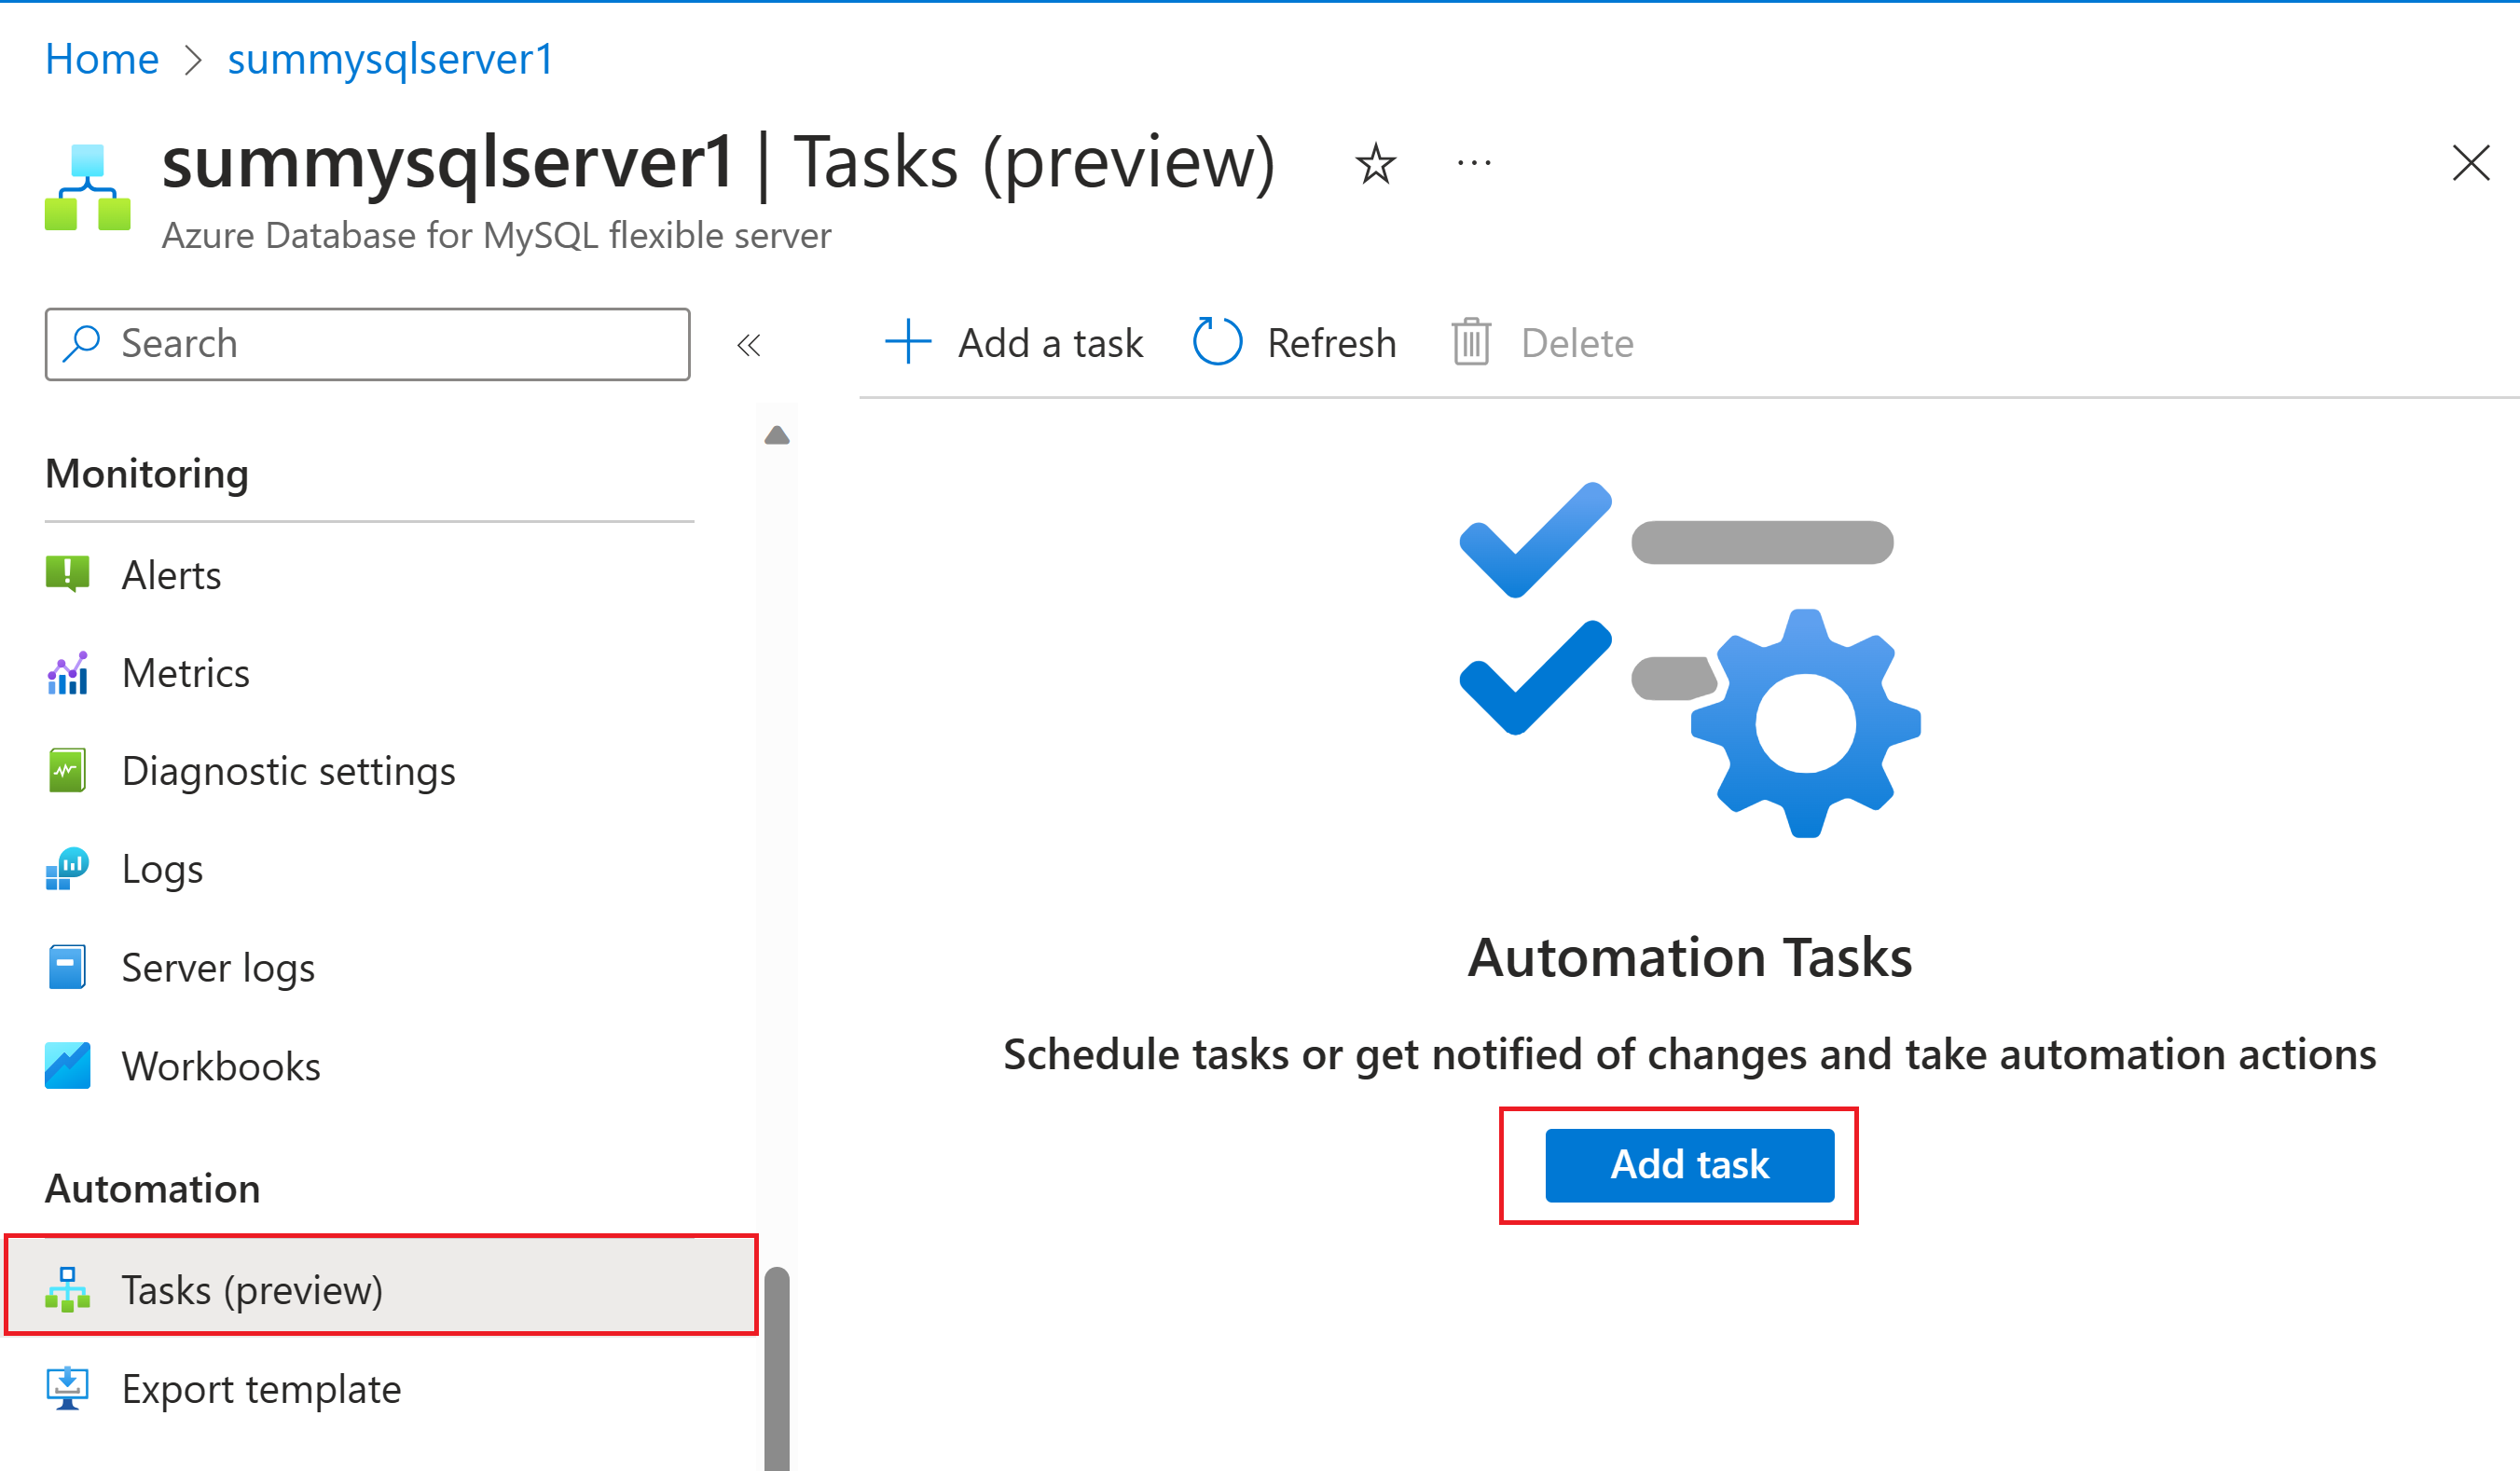 Home > summysqlserver1
summysqlserver1 | Tasks (preview)
Azure Database for MySQL flexible server
Search
Add a task
Refresh
Delete
Monitoring
Alerts
Metrics
Diagnostic settings
Logs
Server logs
Workbooks
Automation
Tasks (preview)
Export template
Automation Tasks
Schedule tasks or get notified of changes and take automation actions
Add task